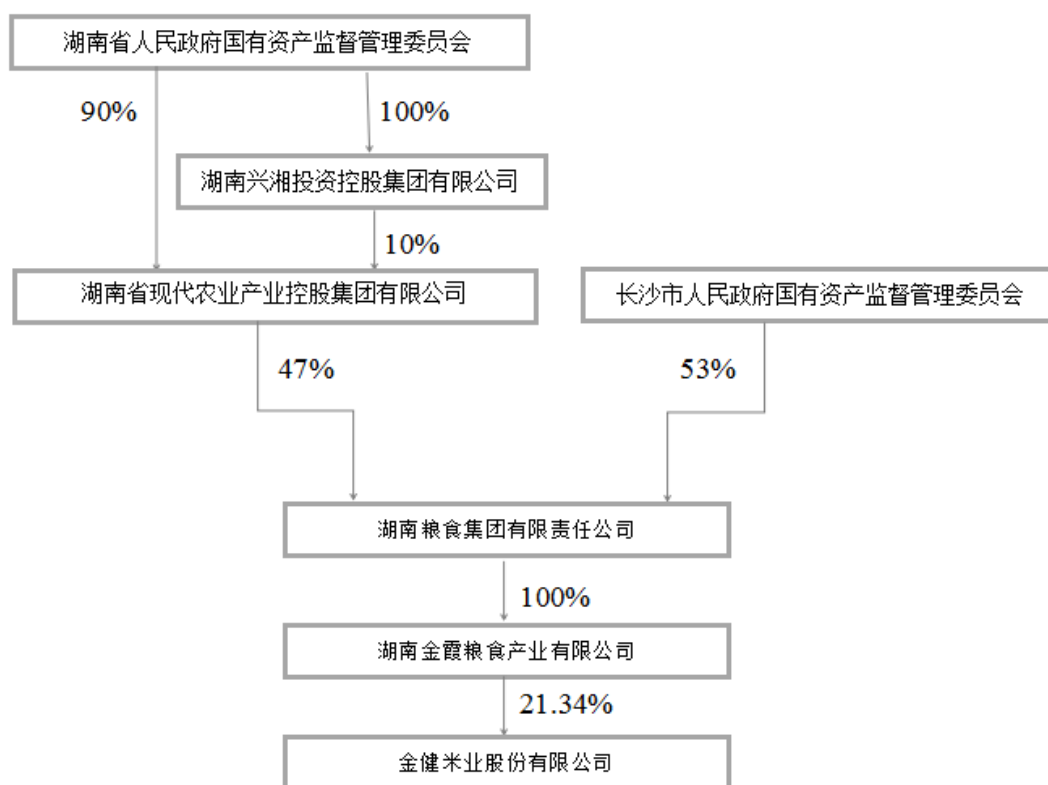 湖南省人民政府国有资产监督管理委员会
90%
100%
湖南兴湘投资控股集团有限公司
10%
湖南省现代农业产业控股集团有限公司
长沙市人民政府国有资产监督管理委员会
47%
53%
湖南粮食集团有限责任公司
100%
湖南金霞粮食产业有限公司
21.34%
金健米业股份有限公司